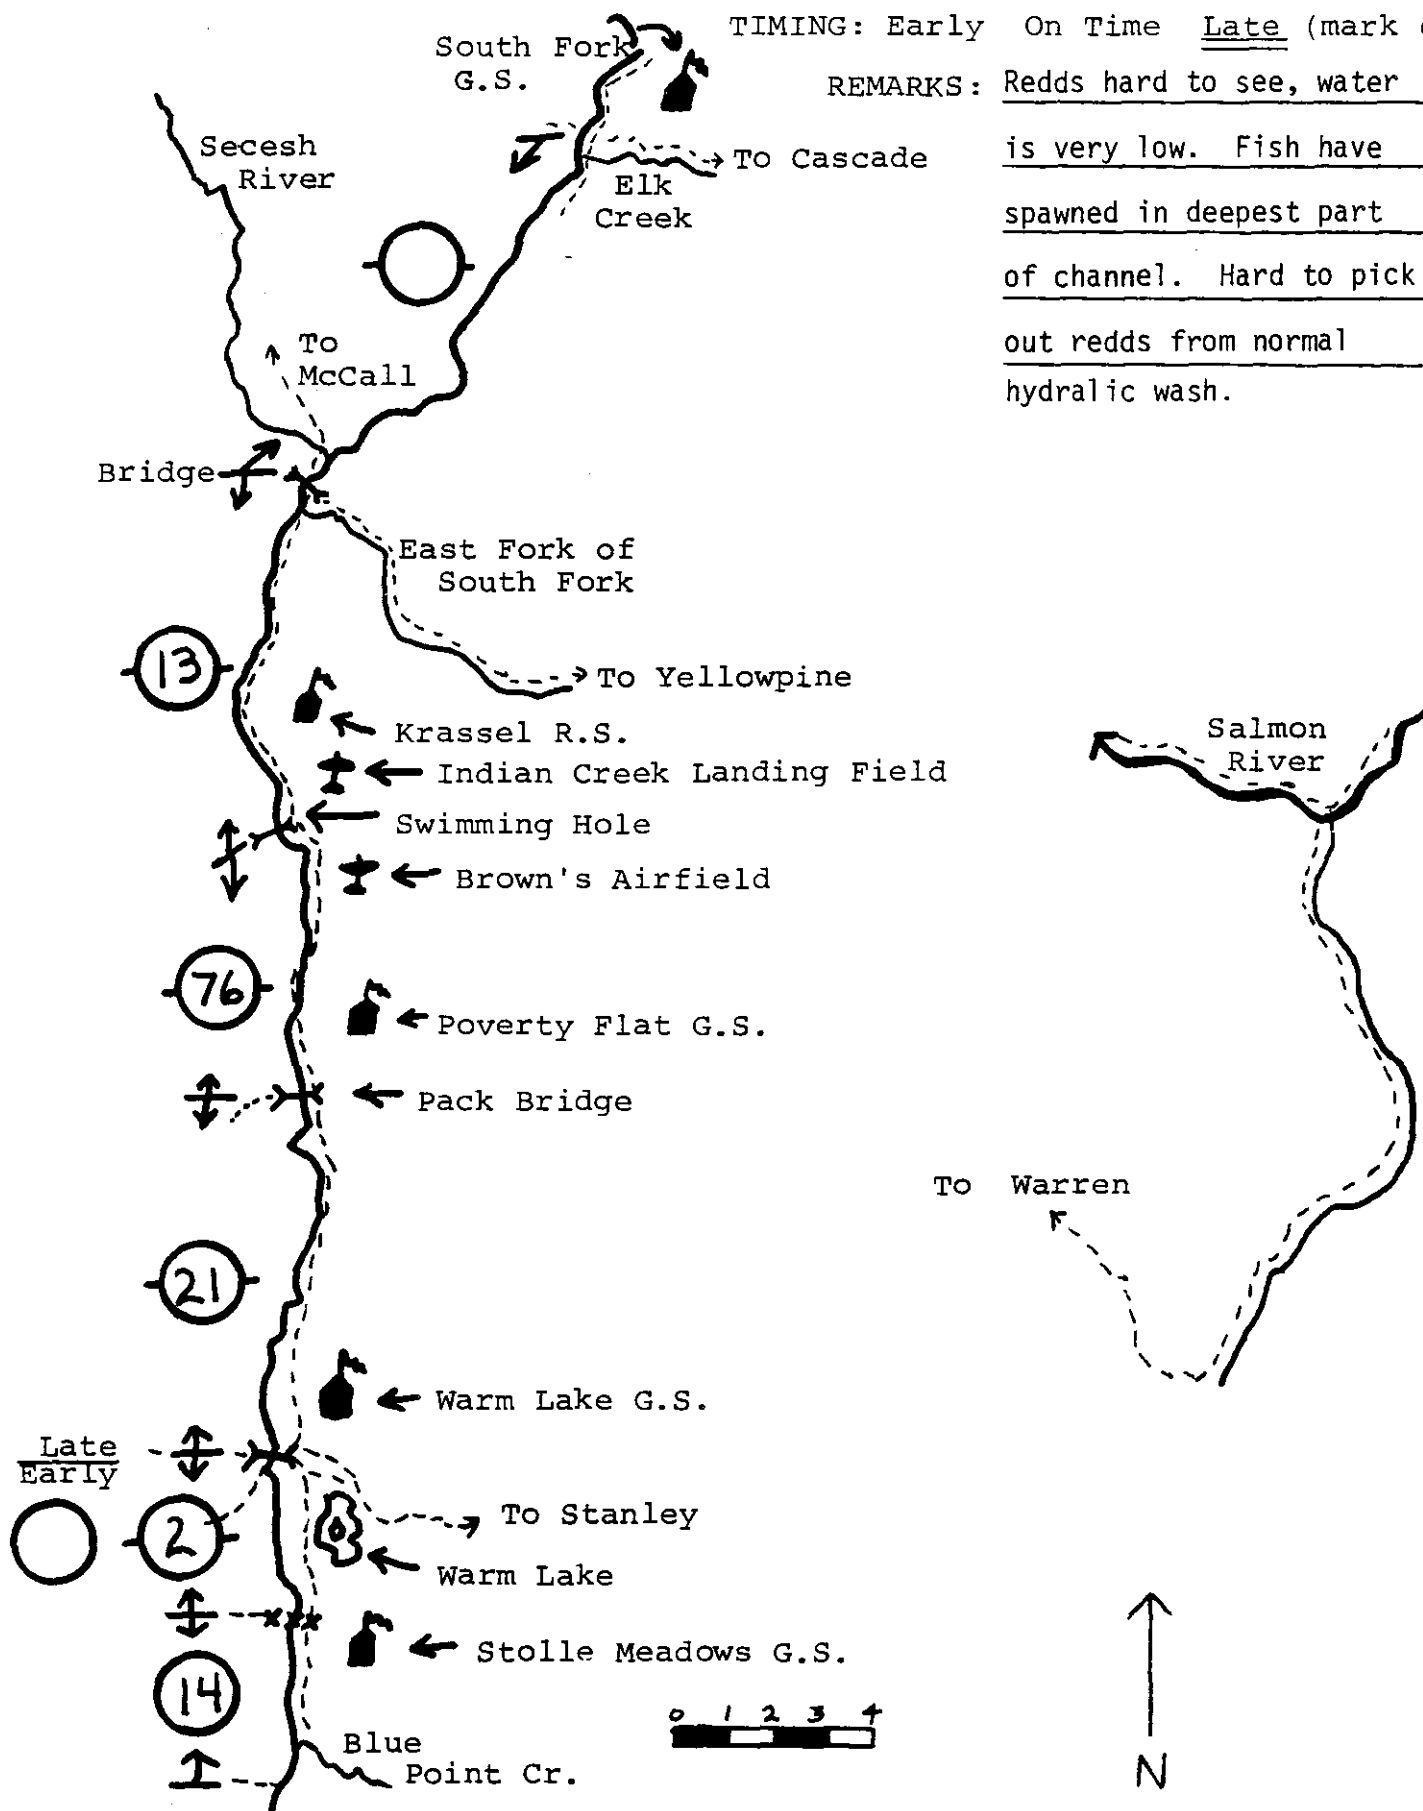 TIMING: Early On Time Late (mark
REMARKS: Redds hard to see, water
is very low. Fish have
spawned in deepest part
of channel. Hard to pick
out redds from normal
hydralic wash.
South Fork
G.S.
Secesh
River
To Cascade
Elk
Creek
To
McCall
Bridge
East Fork of
South Fork
13
To Yellowpine
Krassel R.S.
Indian Creek Landing Field
Swimming Hole
Brown's Airfield
76
Poverty Flat G.S.
Pack Bridge
21
Warm Lake G.S.
Late
Early
2
To Stanley
Warm Lake
Stolle Meadows G.S.
14
Blue
Point Cr.
0 1 2 3 4
N
Salmon
River
To Warren